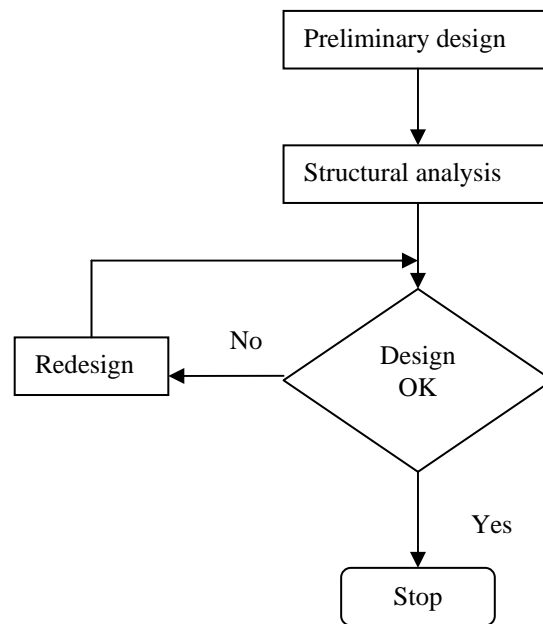 Preliminary design
Structural analysis
No
Redesign
Design
OK
Yes
Stop